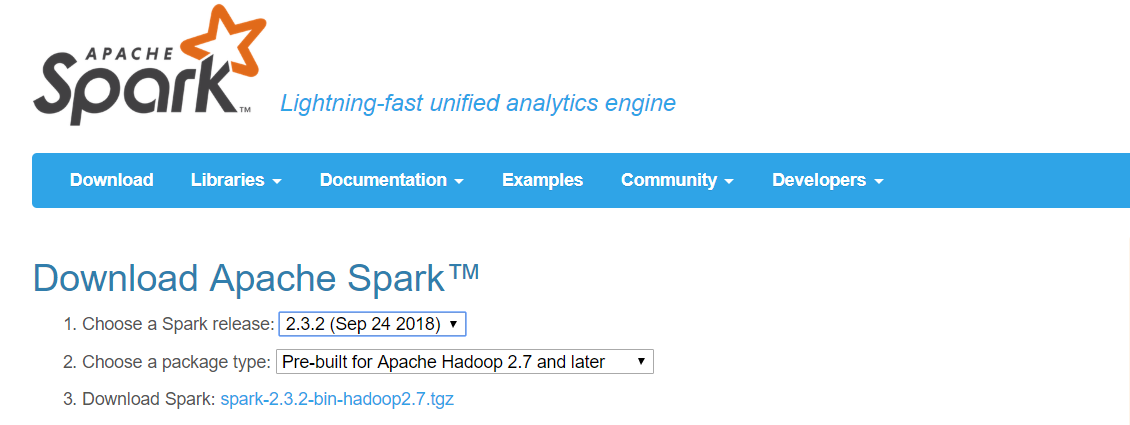 APACHE
Spark™
Lightning-fast unified analytics engine
Download Libraries Documentation Examples Community Developers
Download Apache Spark™
1. Choose a Spark release: 2.3.2 (Sep 24 2018)
2. Choose a package type: Pre-built for Apache Hadoop 2.7 and later
3. Download Spark: spark-2.3.2-bin-hadoop2.7.tgz